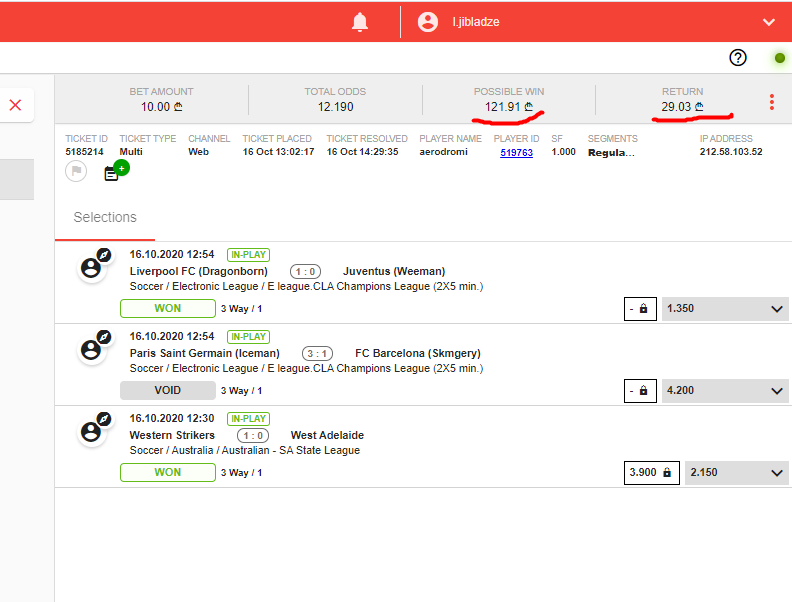 l.jibladze
BET AMOUNT TOTAL ODDS POSSIBLE WIN RETURN
10.00 ₾ 12.190 121.91 ₾ 29.03 ₾
TICKET ID TICKET TYPE CHANNEL TICKET PLACED TICKET RESOLVED PLAYER NAME PLAYER ID SF SEGMENTS IP ADDRESS
5185214 Multi Web 16 Oct 13:02:17 16 Oct 14:29:35 aerodromi 519763 1.000 Regula... 212.58.103.52
Selections
16.10.2020 12:54 IN-PLAY
Liverpool FC (Dragonborn) 1 : 0 Juventus (Weeman)
Soccer / Electronic League / E league.CLA Champions League (2X5 min.)
WON 3 Way / 1 - 1.350
16.10.2020 12:54 IN-PLAY
Paris Saint Germain (Iceman) 3 : 1 FC Barcelona (Skmgery)
Soccer / Electronic League / E league.CLA Champions League (2X5 min.)
VOID 3 Way / 1 - 4.200
16.10.2020 12:30 IN-PLAY
Western Strikers 1 : 0 West Adelaide
Soccer / Australia / Australian - SA State League
WON 3 Way / 1 3.900 2.150